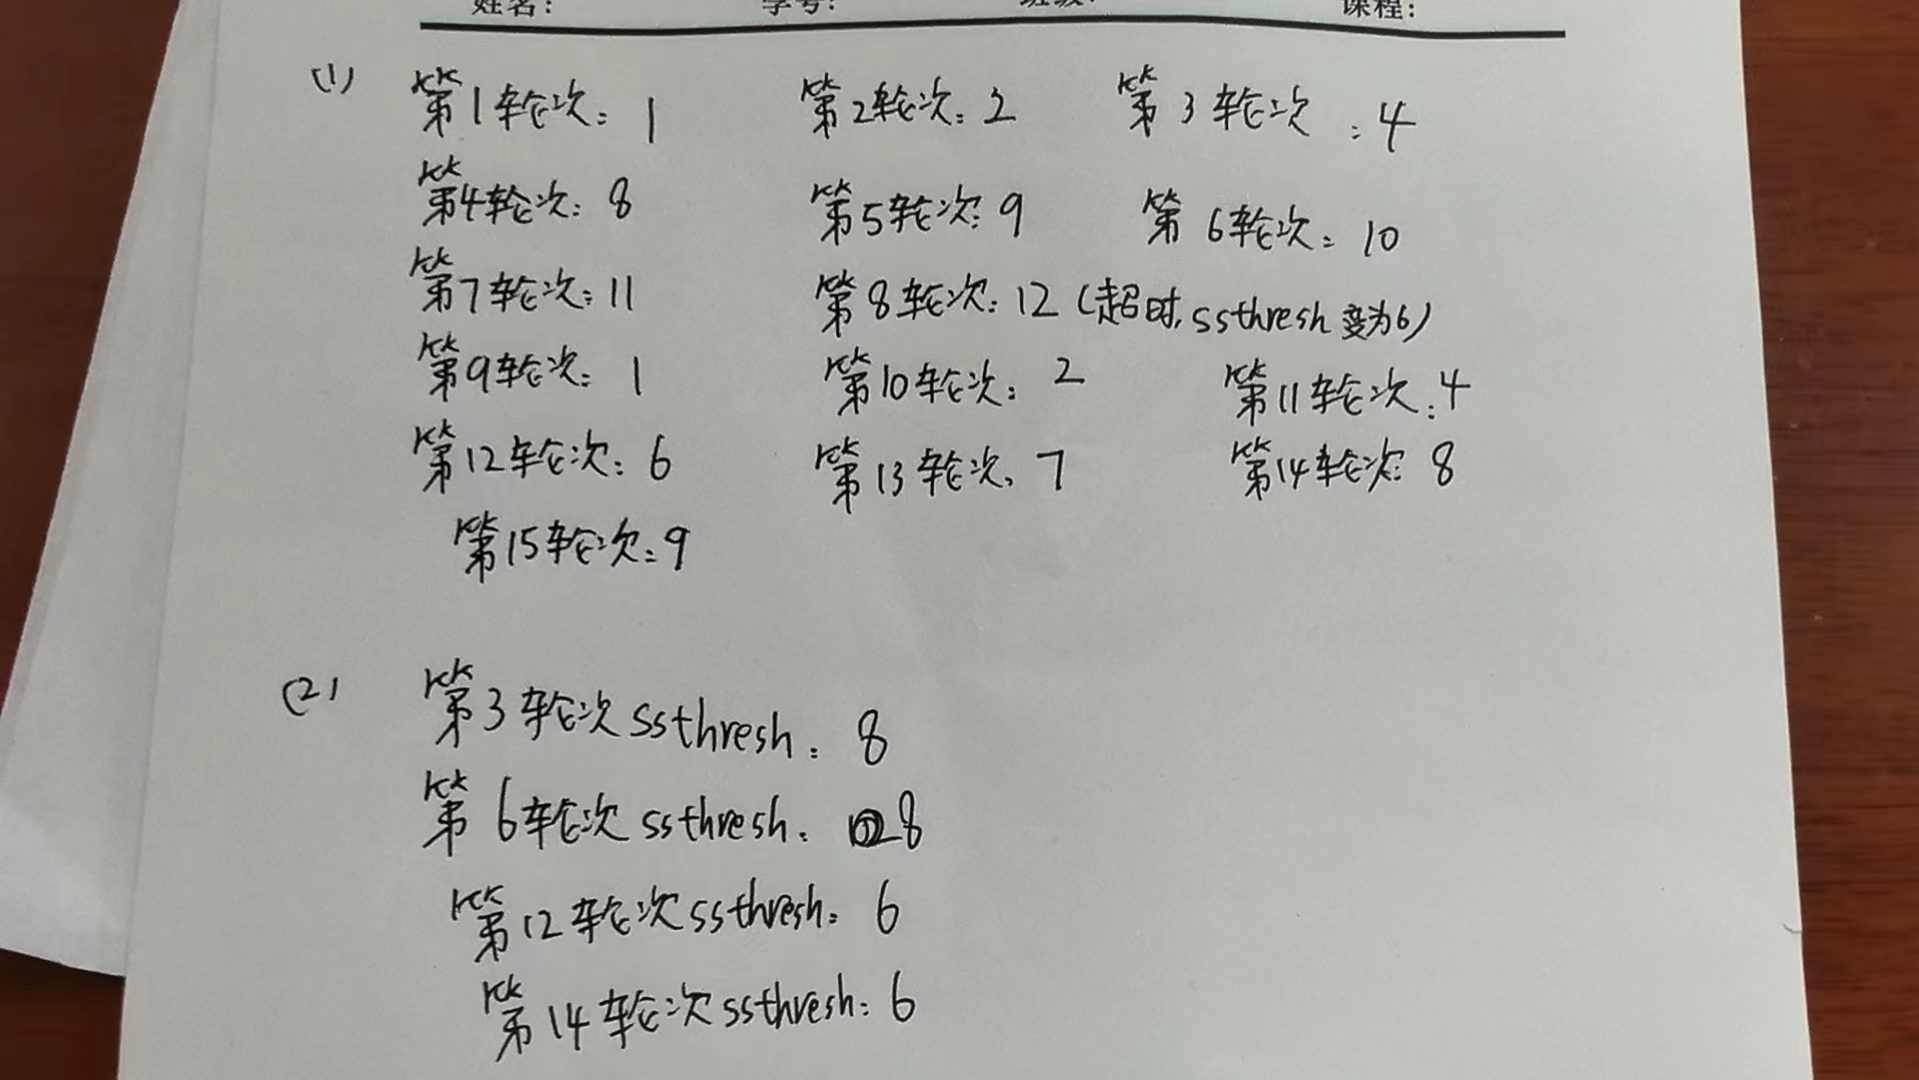 姓名: 学号: 班级: 课程:
(1) 第1轮次: 1 第2轮次: 2 第3轮次: 4
第4轮次: 8 第5轮次: 9 第6轮次: 10
第7轮次: 11 第8轮次: 12 (超时, ssthresh 变为6)
第9轮次: 1 第10轮次: 2 第11轮次: 4
第12轮次: 6 第13轮次: 7 第14轮次: 8
第15轮次: 9
(2) 第3轮次 ssthresh: 8
第6轮次 ssthresh: 8
第12轮次 ssthresh: 6
第14轮次 ssthresh: 6